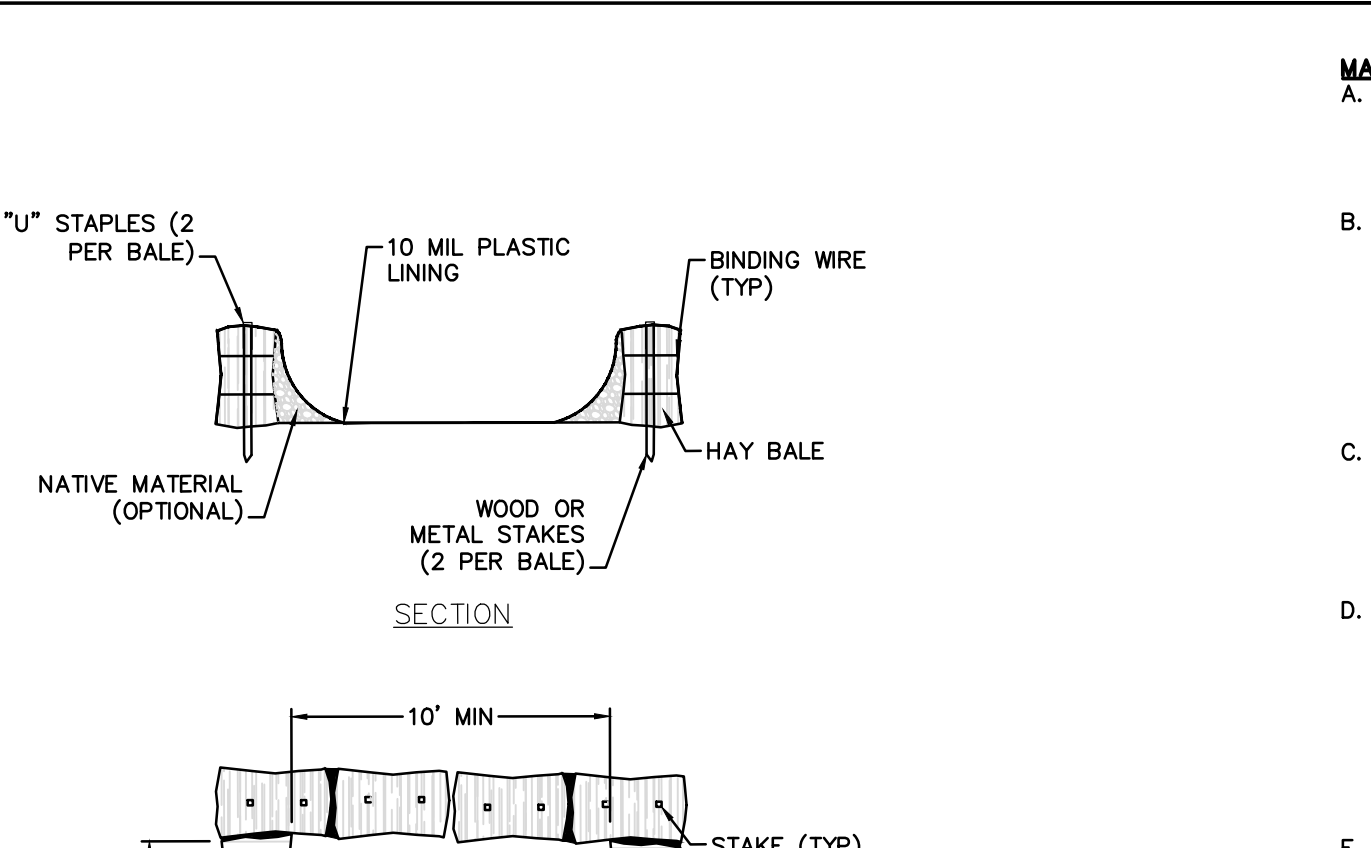 "U" STAPLES (2
PER BALE)
10 MIL PLASTIC
LINING
BINDING WIRE
(TYP)
NATIVE MATERIAL
(OPTIONAL)
HAY BALE
WOOD OR
METAL STAKES
(2 PER BALE)
SECTION
10' MIN
STAKE (TYP)
MA
A.
B.
C.
D.